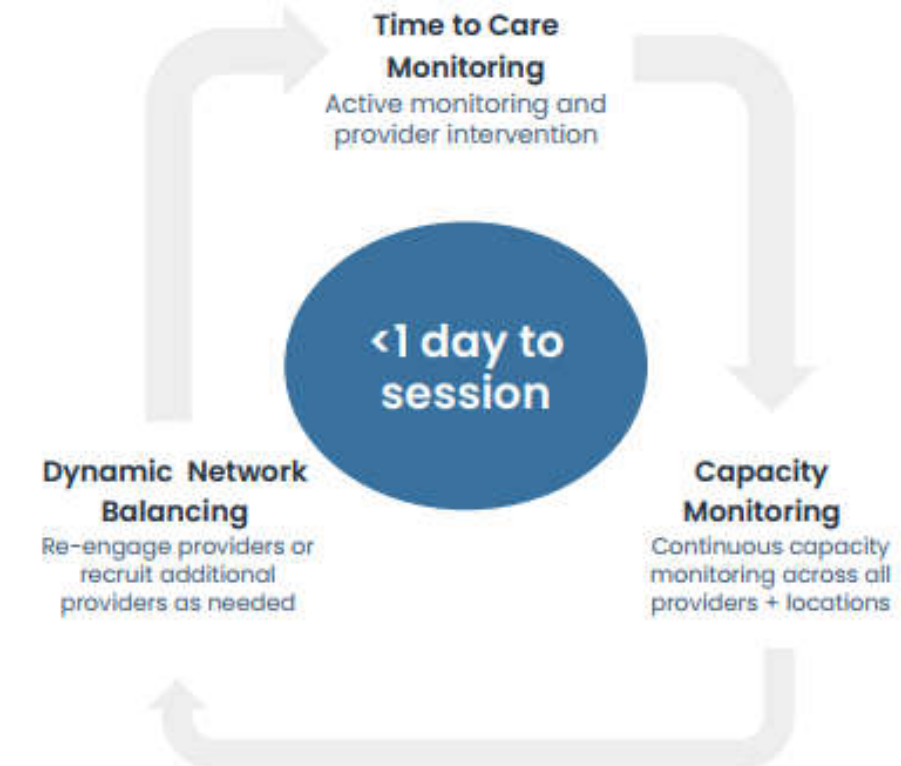 Time to Care
Monitoring
Active monitoring and
provider intervention
<1 day to
session
Dynamic Network
Balancing
Re-engage providers or
recruit additional
providers as needed
Capacity
Monitoring
Continuous capacity
monitoring across all
providers + locations